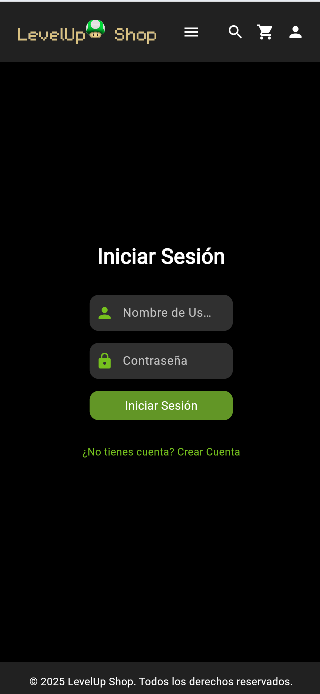 LevelUp Shop
Iniciar Sesión
Nombre de Us...
Contraseña
Iniciar Sesión
¿No tienes cuenta? Crear Cuenta
© 2025 LevelUp Shop. Todos los derechos reservados.